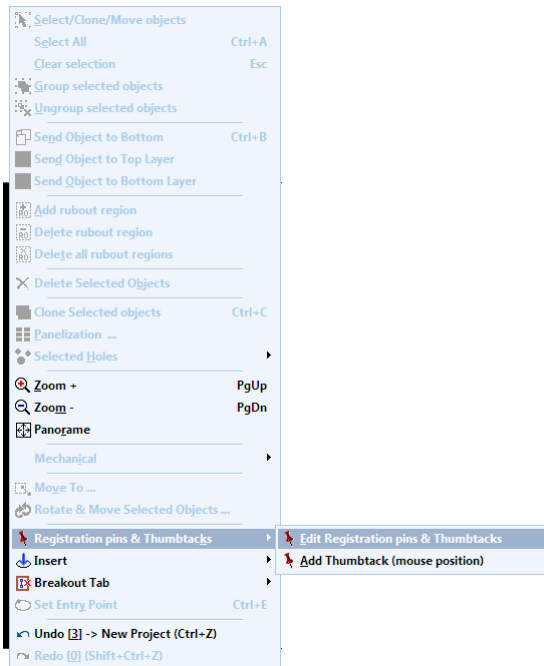 Select/Clone/Move objects
Select All Ctrl+A
Clear selection Esc
Group selected objects
Ungroup selected objects
Send Object to Bottom Ctrl+B
Send Object to Top Layer
Send Object to Bottom Layer
Add rubout region
Delete rubout region
Delete all rubout regions
Delete Selected Objects
Clone Selected objects Ctrl+C
Panelization ...
Selected Holes
Zoom + PgUp
Zoom - PgDn
Panorame
Mechanical
Move To ...
Rotate & Move Selected Objects ...
Registration pins & Thumbtacks
Edit Registration pins & Thumbtacks
Insert
Add Thumbtack (mouse position)
Breakout Tab
Set Entry Point Ctrl+E
Undo [3] -> New Project (Ctrl+Z)
Redo [0] (Shift+Ctrl+Z)